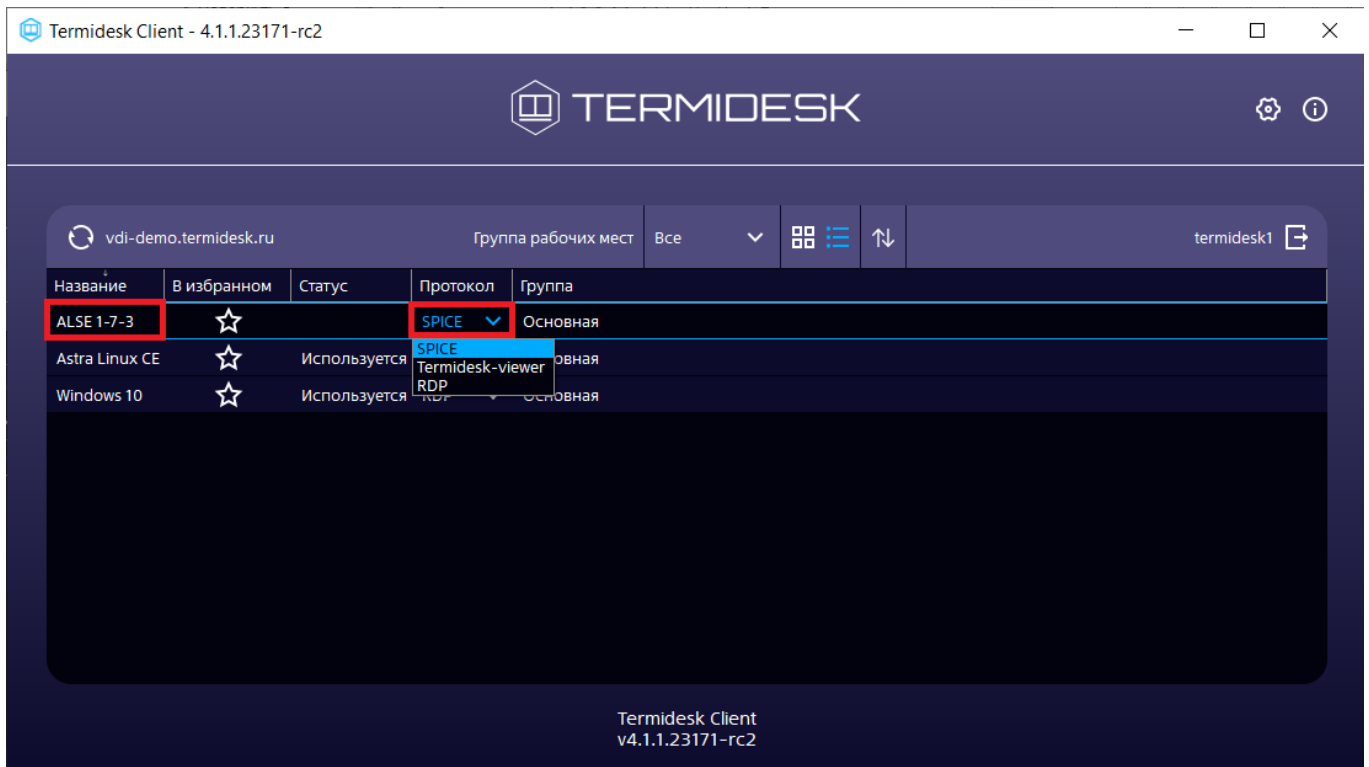 Termidesk Client - 4.1.1.23171-rc2
TERMIDESK
vdi-demo.termidesk.ru Группа рабочих мест Все termidesk1
Название В избранном Статус Протокол Группа
ALSE 1-7-3 SPICE Основная
SPICE
Astra Linux CE Используется
Termidesk-viewer
RDP
Windows 10 Используется RDP Основная
Termidesk Client
v4.1.1.23171-rc2